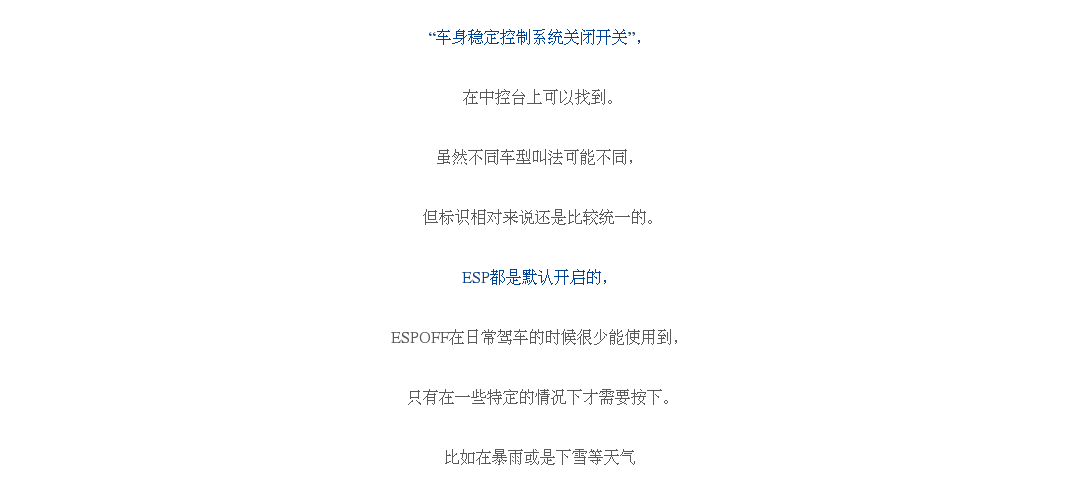 “车身稳定控制系统关闭开关”，
在中控台上可以找到。
虽然不同车型叫法可能不同，
但标识相对来说还是比较统一的。
ESP都是默认开启的，
ESPOFF在日常驾车的时候很少能使用到，
只有在一些特定的情况下才需要按下。
比如在暴雨或是下雪等天气